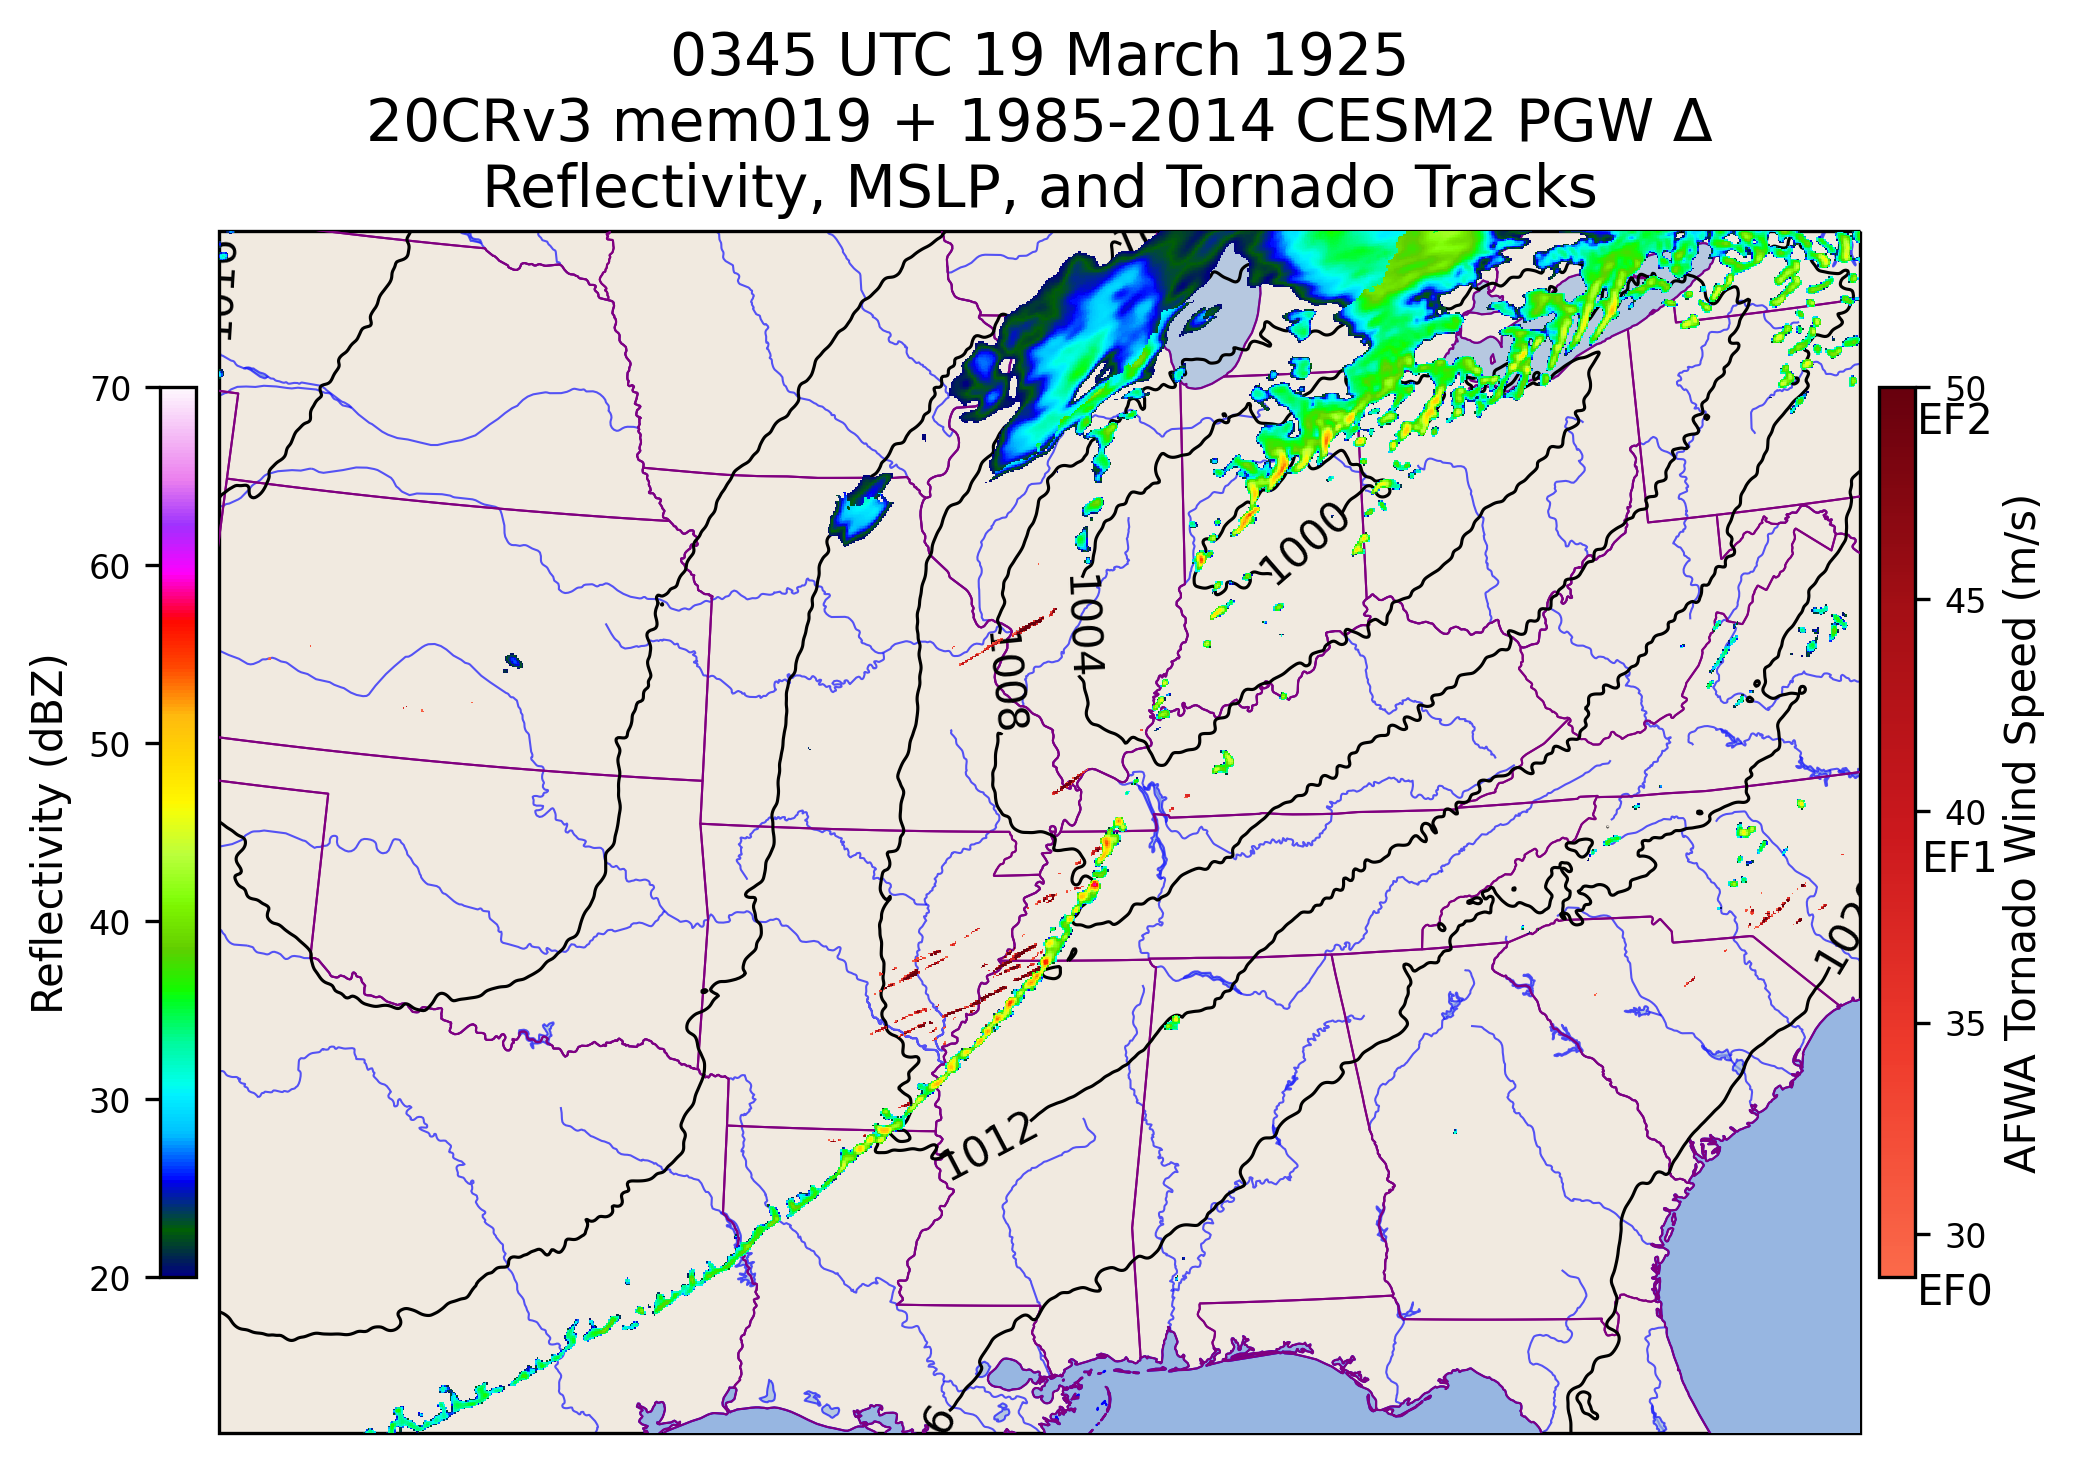 0345 UTC 19 March 1925
20CRv3 mem019 + 1985-2014 CESM2 PGW Δ
Reflectivity, MSLP, and Tornado Tracks
1010
70
60
50
40
30
20
Reflectivity (dBZ)
1000
1004
1008
1012
50
EF2
45
40
EF1
35
30
EF0
AFWA Tornado Wind Speed (m/s)